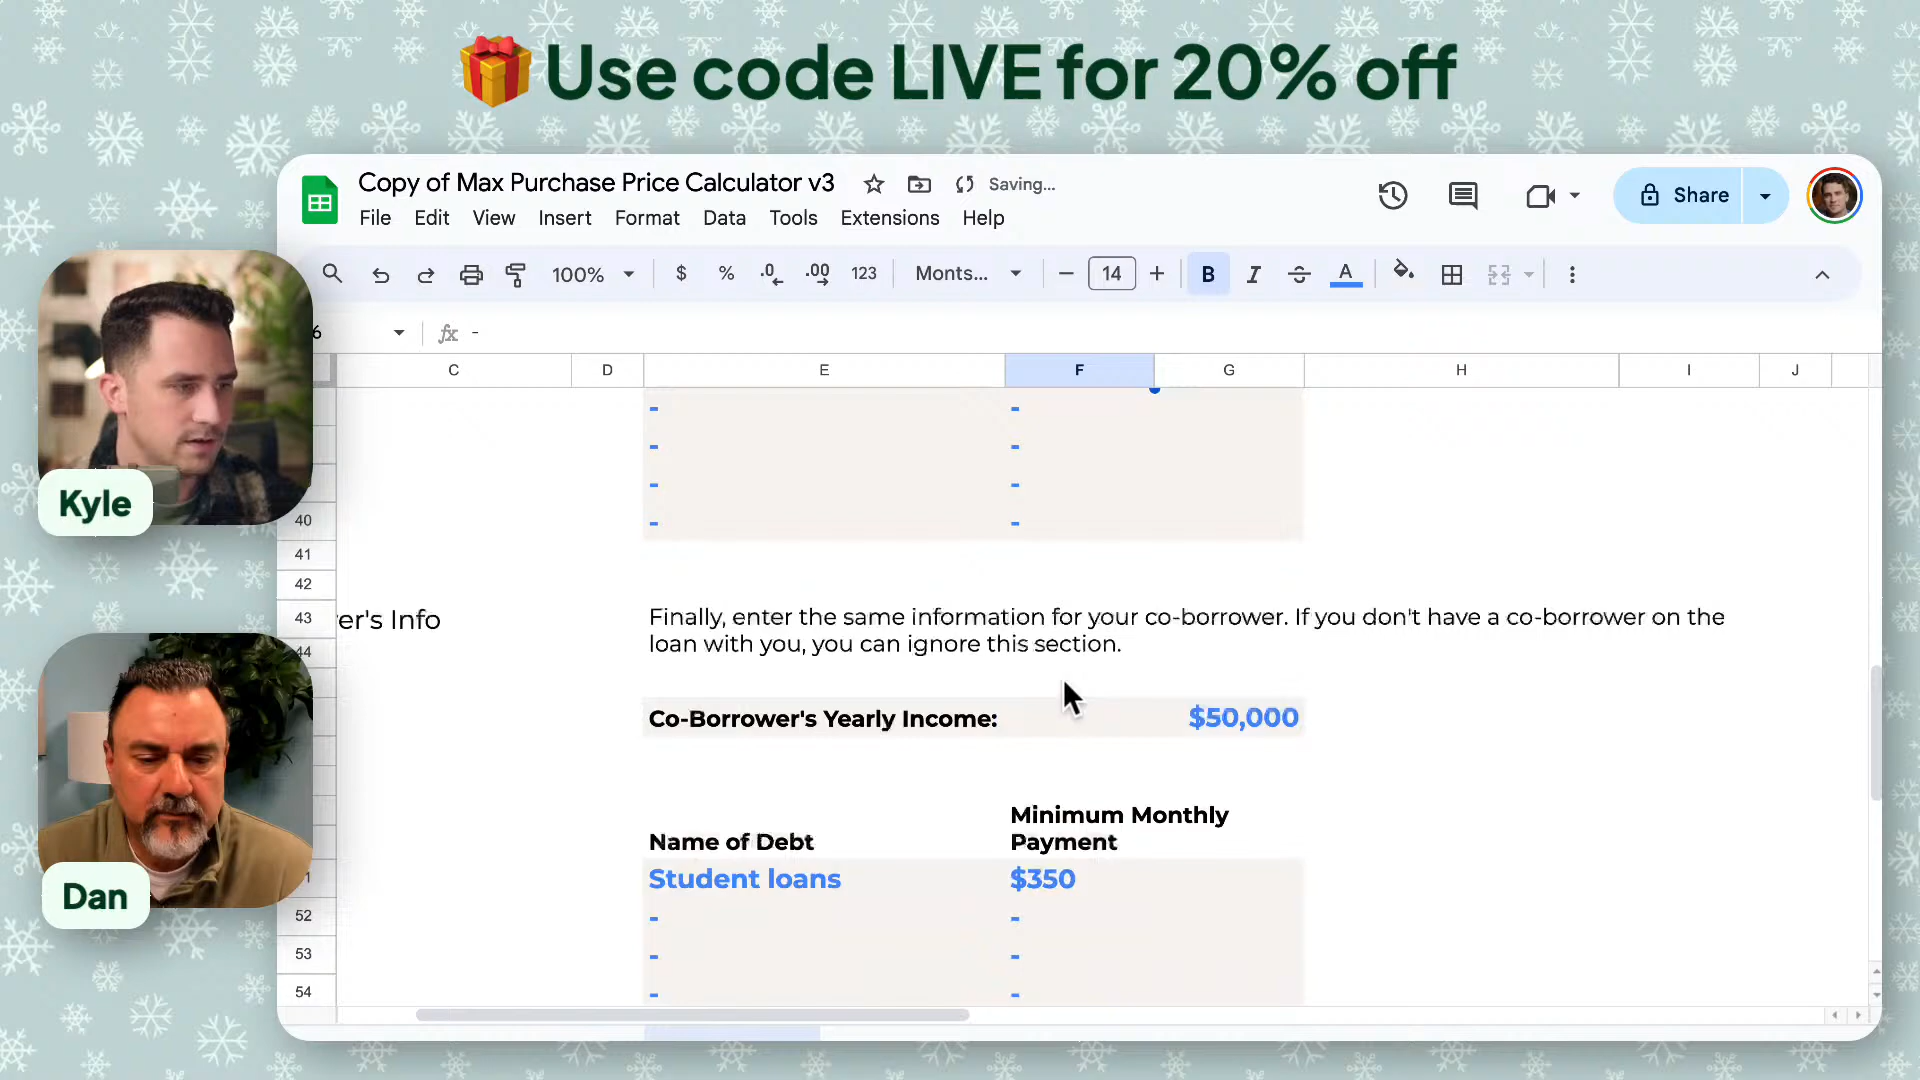 🎁Use code LIVE for 20% off
Copy of Max Purchase Price Calculator v3
Saving...
File Edit View Insert Format Data Tools Extensions Help
Share
100% $ % .0 .00 123 Monts... − 14 + B I A
6 fx -
C D E F G H I J
- -
- -
- -
40 - -
41
42
43 er's Info Finally, enter the same information for your co-borrower. If you don't have a co-borrower on the
44 loan with you, you can ignore this section.
Co-Borrower's Yearly Income: $50,000
Minimum Monthly
Name of Debt Payment
Student loans $350
52 - -
53 - -
54 - -
Kyle
Dan